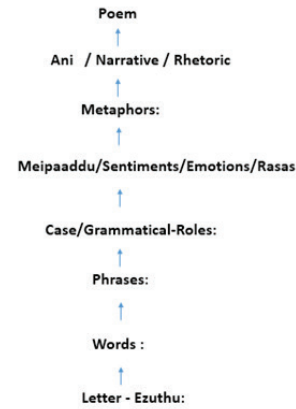 Poem
Ani / Narrative / Rhetoric
Metaphors:
Meipaaddu/Sentiments/Emotions/Rasas
Case/Grammatical-Roles:
Phrases:
Words :
Letter - Ezuthu: